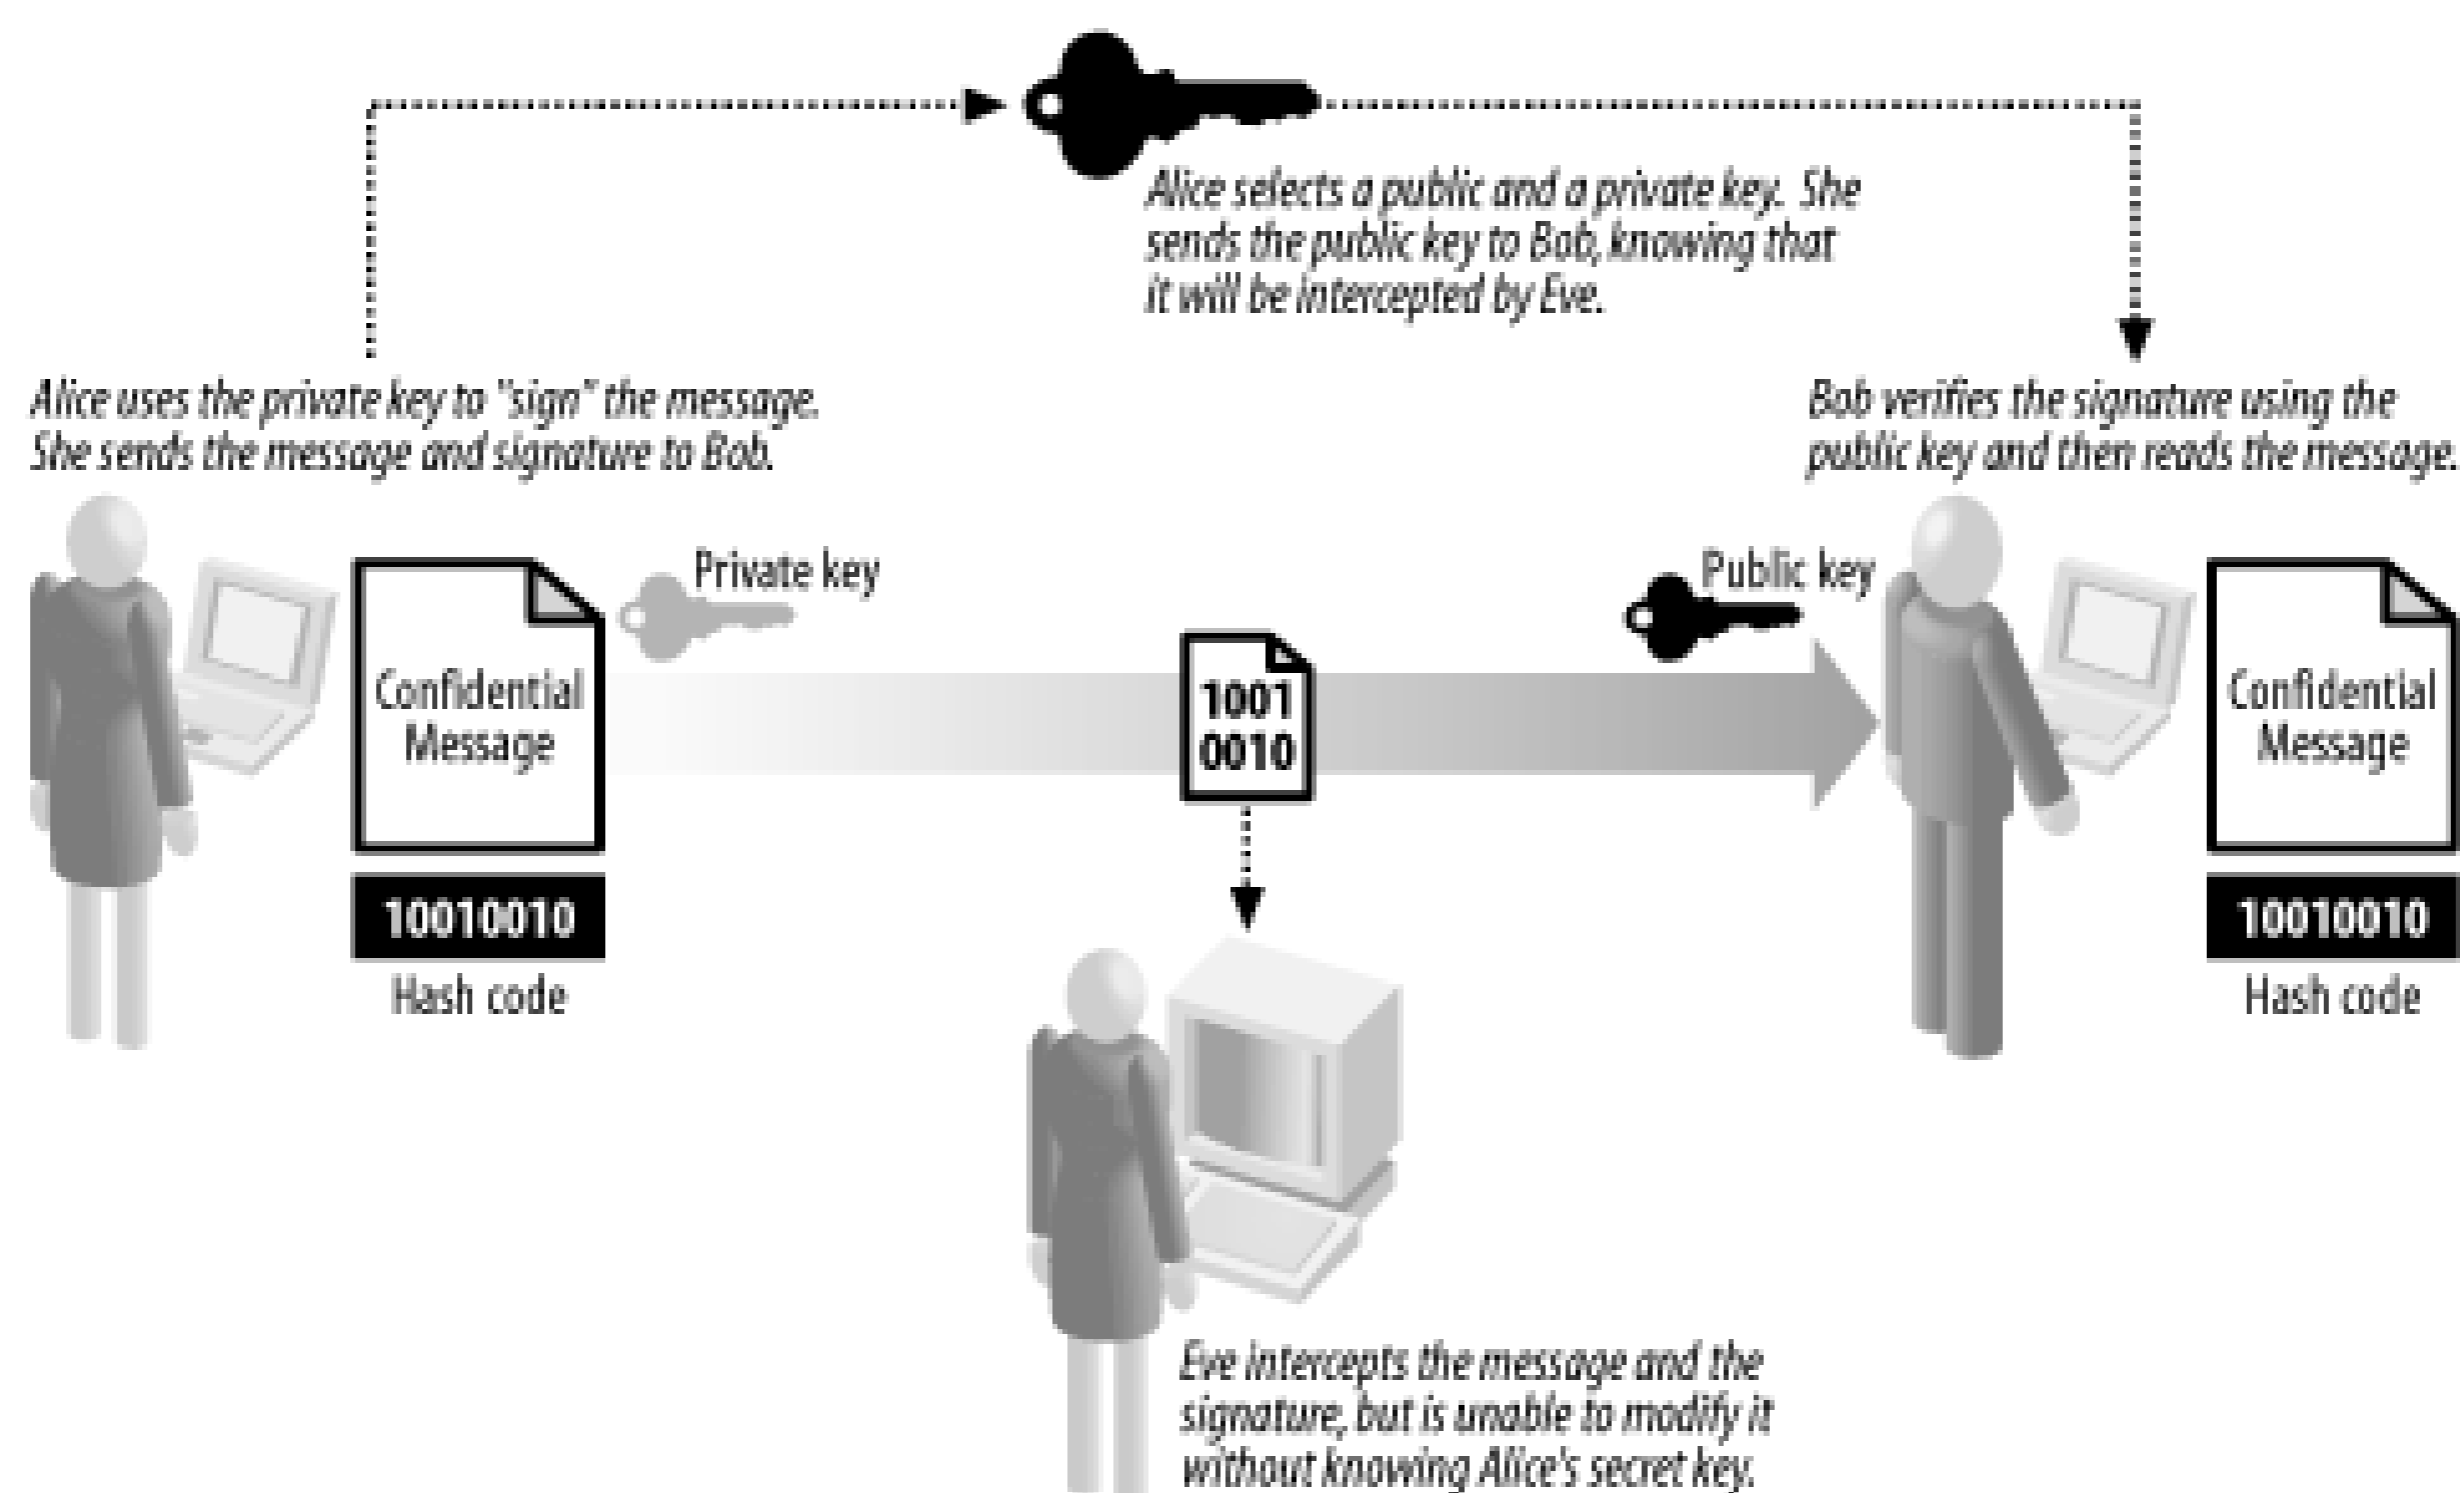 Alice selects a public and a private key. She
sends the public key to Bob, knowing that
it will be intercepted by Eve.
Alice uses the private key to "sign" the message.
She sends the message and signature to Bob.
Bob verifies the signature using the
public key and then reads the message.
Private key
Public key
Confidential
Message
1001
0010
Confidential
Message
10010010
Hash code
10010010
Hash code
Eve intercepts the message and the
signature, but is unable to modify it
without knowing Alice's secret key.